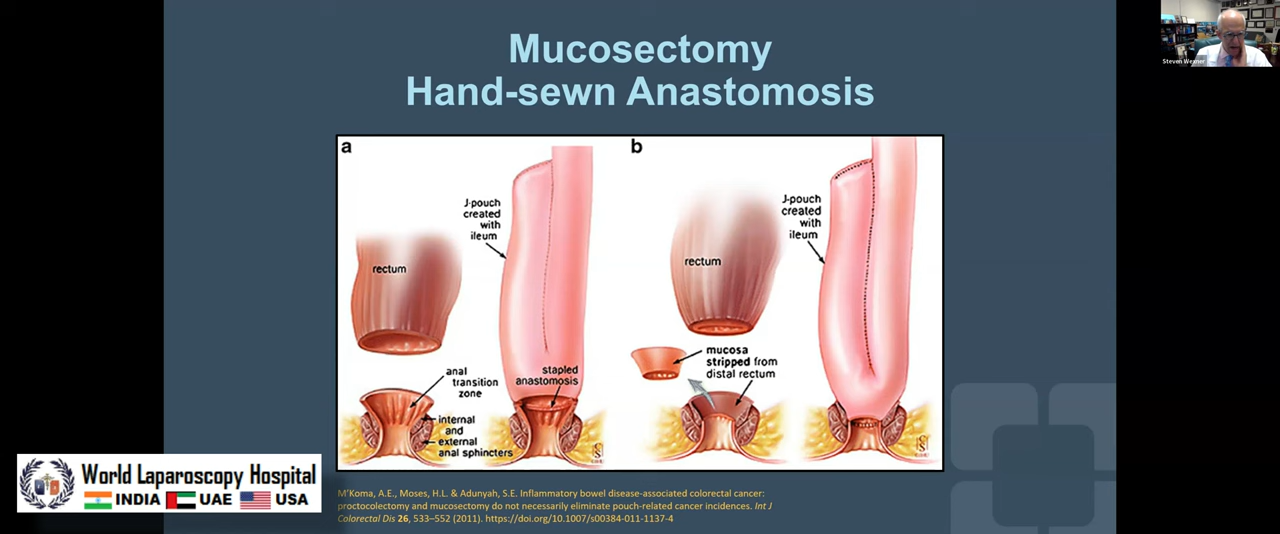 Mucosectomy
Hand-sewn Anastomosis
a
J-pouch
created
with
ileum
rectum
anal
transition
zone
stapled
anastomosis
internal
and
external
anal sphincters
b
J-pouch
created
with
ileum
rectum
mucosa
stripped from
distal rectum
M'Koma, A.E., Moses, H.L. & Adunyah, S.E. Inflammatory bowel disease-associated colorectal cancer:
proctocolectomy and mucosectomy do not necessarily eliminate pouch-related cancer incidences. Int J
Colorectal Dis 26, 533–552 (2011). https://doi.org/10.1007/s00384-011-1137-4
World Laparoscopy Hospital
INDIA UAE USA
Steven Wexner